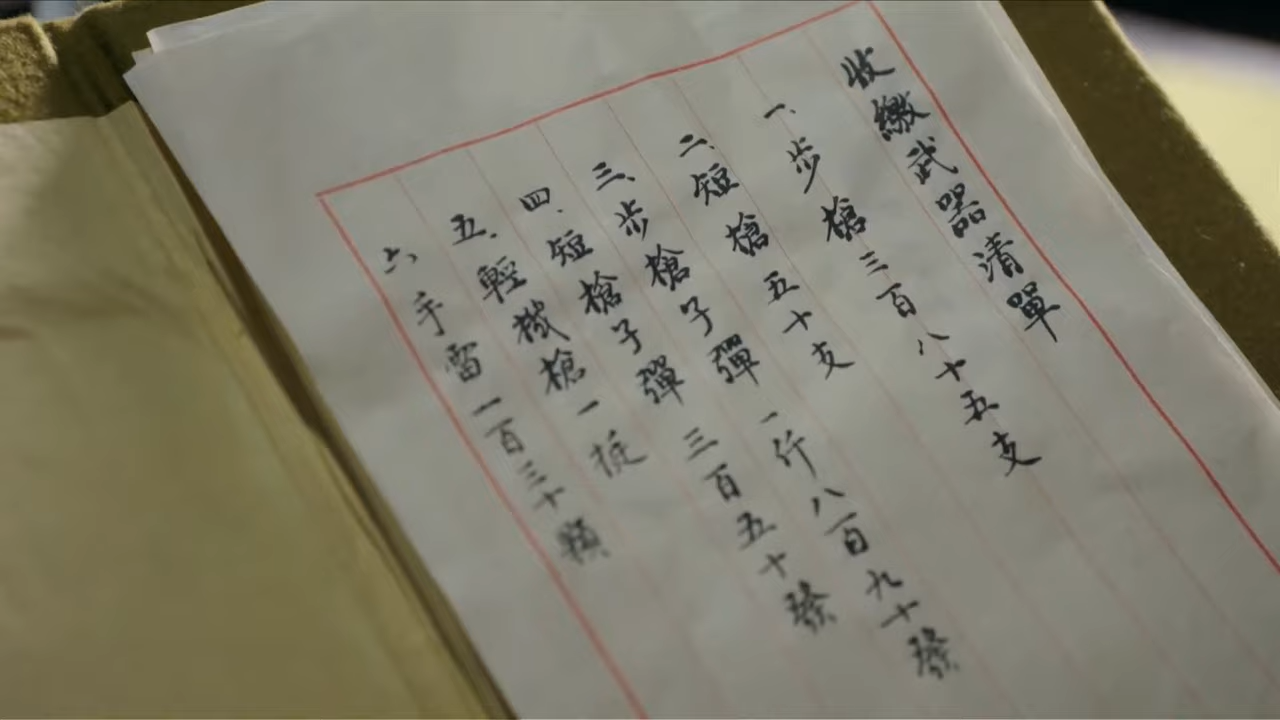 收繳武器清單
一、步槍三百八十五支
二、短槍五十支
三、步槍子彈一仟八百九十發
四、短槍子彈三百五十發
五、輕機槍一挺
六、手雷一百三十顆